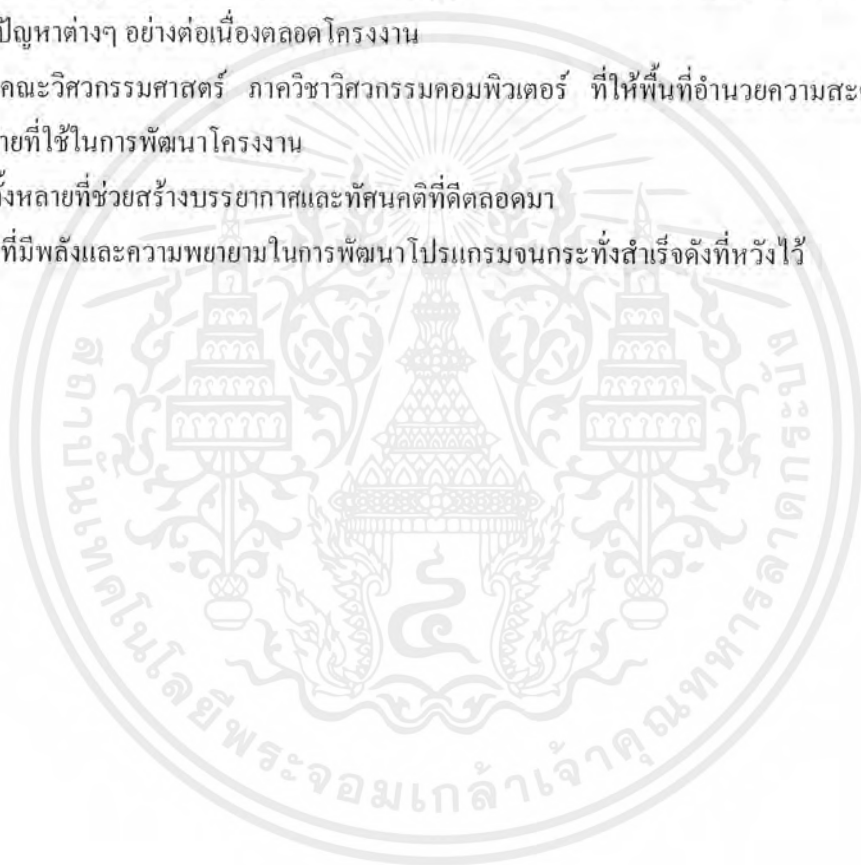 ปัญหาต่างๆ อย่างต่อเนื่องตลอดโครงงาน
คณะวิศวกรรมศาสตร์ ภาควิชาวิศวกรรมคอมพิวเตอร์ ที่ให้พื้นที่อำนวยความสะ
ายที่ใช้ในการพัฒนาโครงงาน
ั้งหลายที่ช่วยสร้างบรรยากาศและทัศนคติที่ดีตลอดมา
ที่มีพลังและความพยายามในการพัฒนาโปรแกรมจนกระทั่งสำเร็จดังที่หวังไว้
สถาบันเทคโนโลยีพระจอมเกล้าเจ้าคุณทหารลาดกระบัง